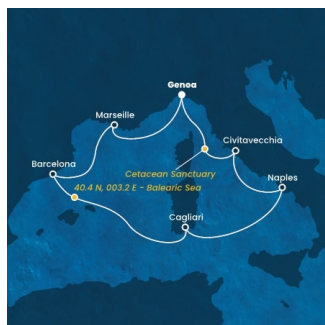 Genoa
Marseille
Civitavecchia
Barcelona
Cetacean Sanctuary
Naples
40.4 N, 003.2 E - Balearic Sea
Cagliari